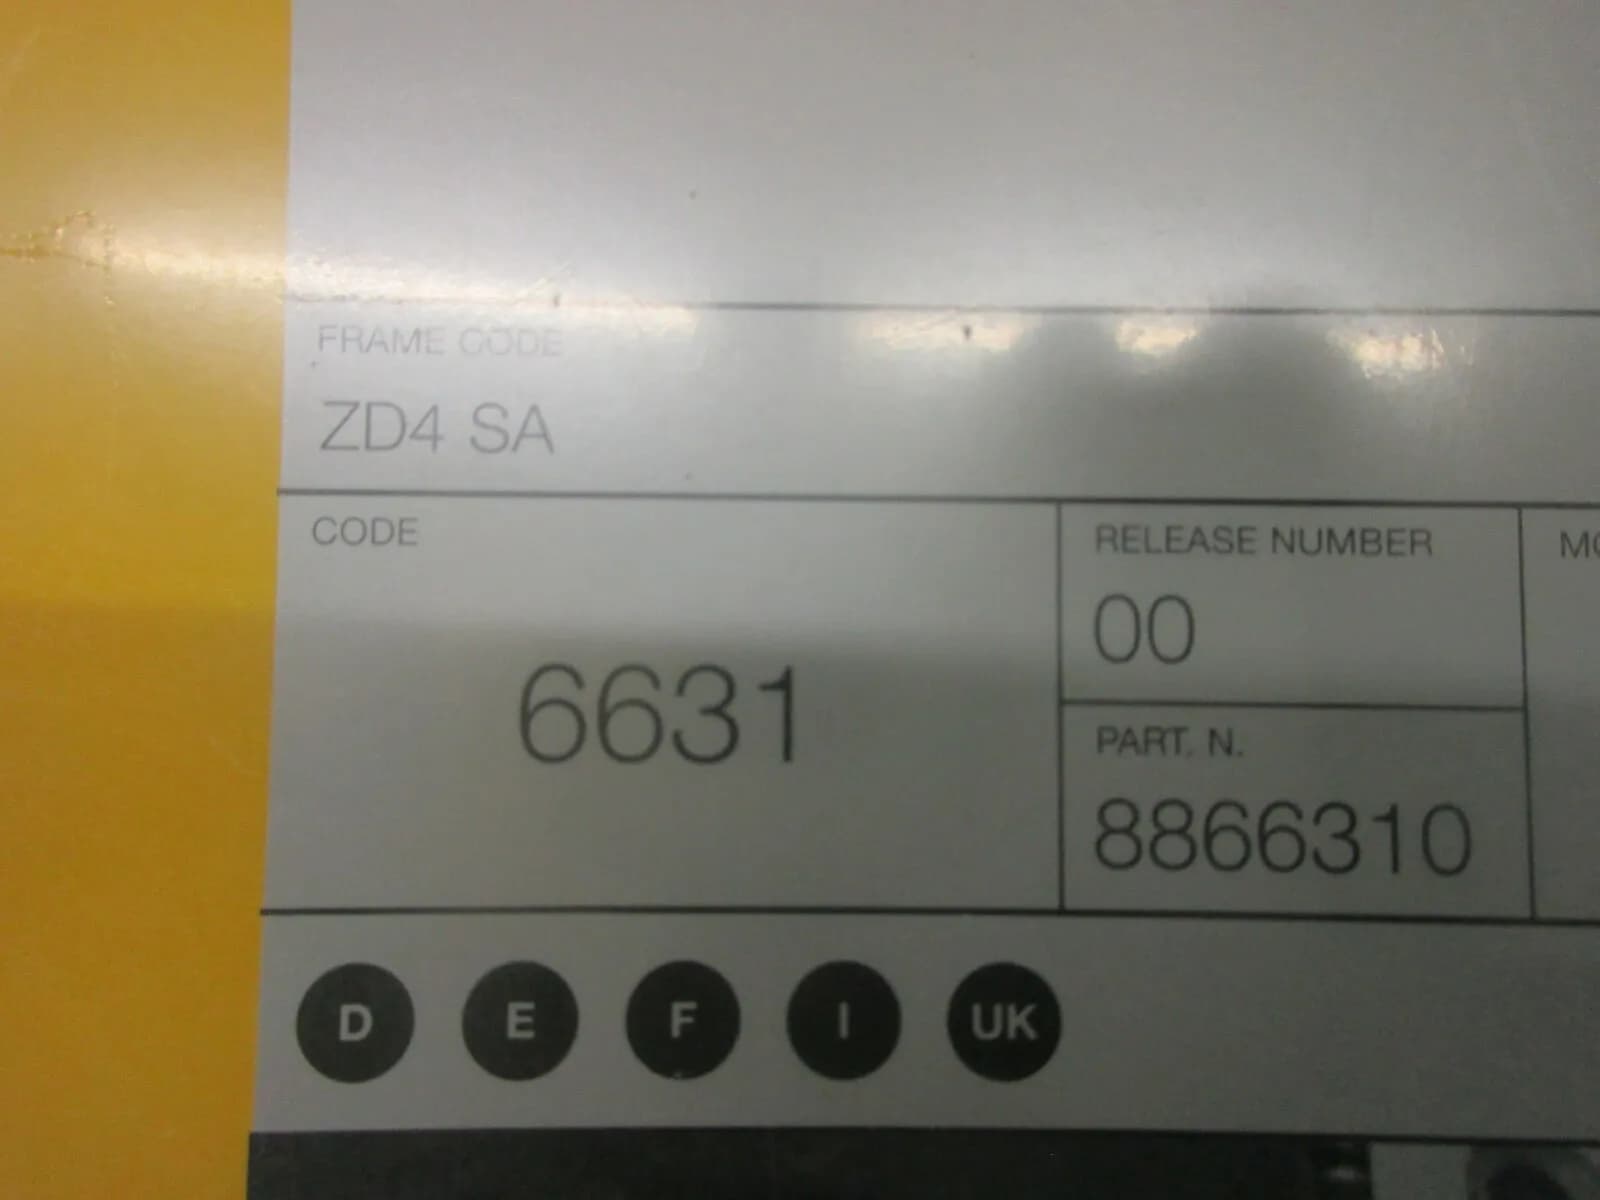 FRAME CODE
ZD4 SA
CODE
6631
RELEASE NUMBER
00
PART. N.
8866310
D E F I UK